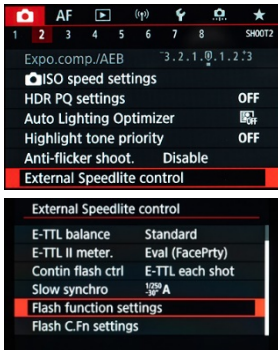 AF
1 2 3 4 5 6 7 8 SHOOT2
Expo.comp./AEB -3..2..1..0..1..2.+3
ISO speed settings
HDR PQ settings OFF
Auto Lighting Optimizer OFF
Highlight tone priority OFF
Anti-flicker shoot. Disable
External Speedlite control
External Speedlite control
E-TTL balance Standard
E-TTL II meter. Eval (FacePrty)
Contin flash ctrl E-TTL each shot
Slow synchro 1/250-30" A
Flash function settings
Flash C.Fn settings